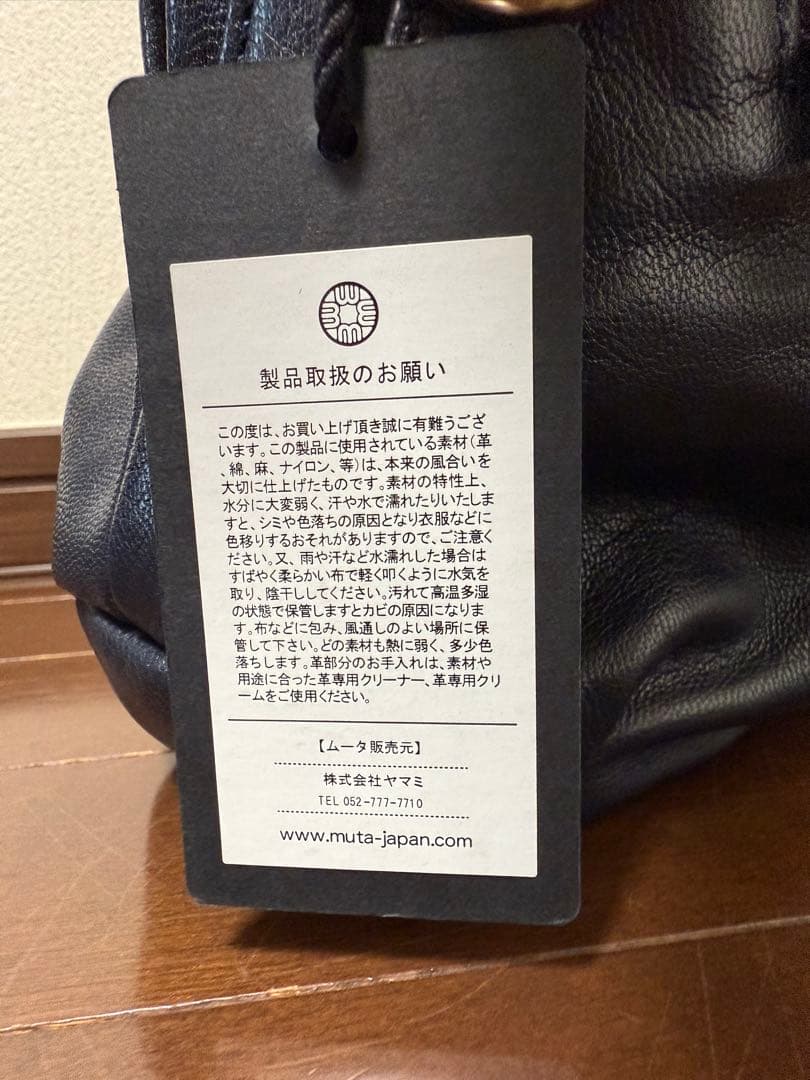 製品取扱のお願い
この度は、お買い上げ頂き誠に有難うござ
います。この製品に使用されている素材（革
、綿、麻、ナイロン、等）は、本来の風合いを
大切に仕上げたものです。素材の特性上、
水分に大変弱く、汗や水で濡れたりいたしま
すと、シミや色落ちの原因となり衣服などに
色移りするおそれがありますので、ご注意く
ださい。又、雨や汗など水濡れした場合は
すばやく柔らかい布で軽く叩くように水気を
取り、陰干ししてください。汚れて高温多湿
の状態で保管しますとカビの原因になりま
す。布などに包み、風通しのよい場所に保
管して下さい。どの素材も熱に弱く、多少色
落ちします。革部分のお手入れは、素材や
用途に合った革専用クリーナー、革専用クリ
ームをご使用ください。
【ムータ販売元】
株式会社ヤマミ
TEL 052-777-7710
www.muta-japan.com